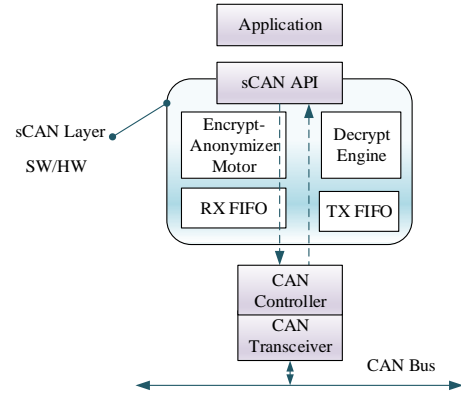 Application
sCAN API
sCAN Layer
SW/HW
Encrypt-
Anonymizer
Motor
Decrypt
Engine
RX FIFO
TX FIFO
CAN
Controller
CAN
Transceiver
CAN Bus